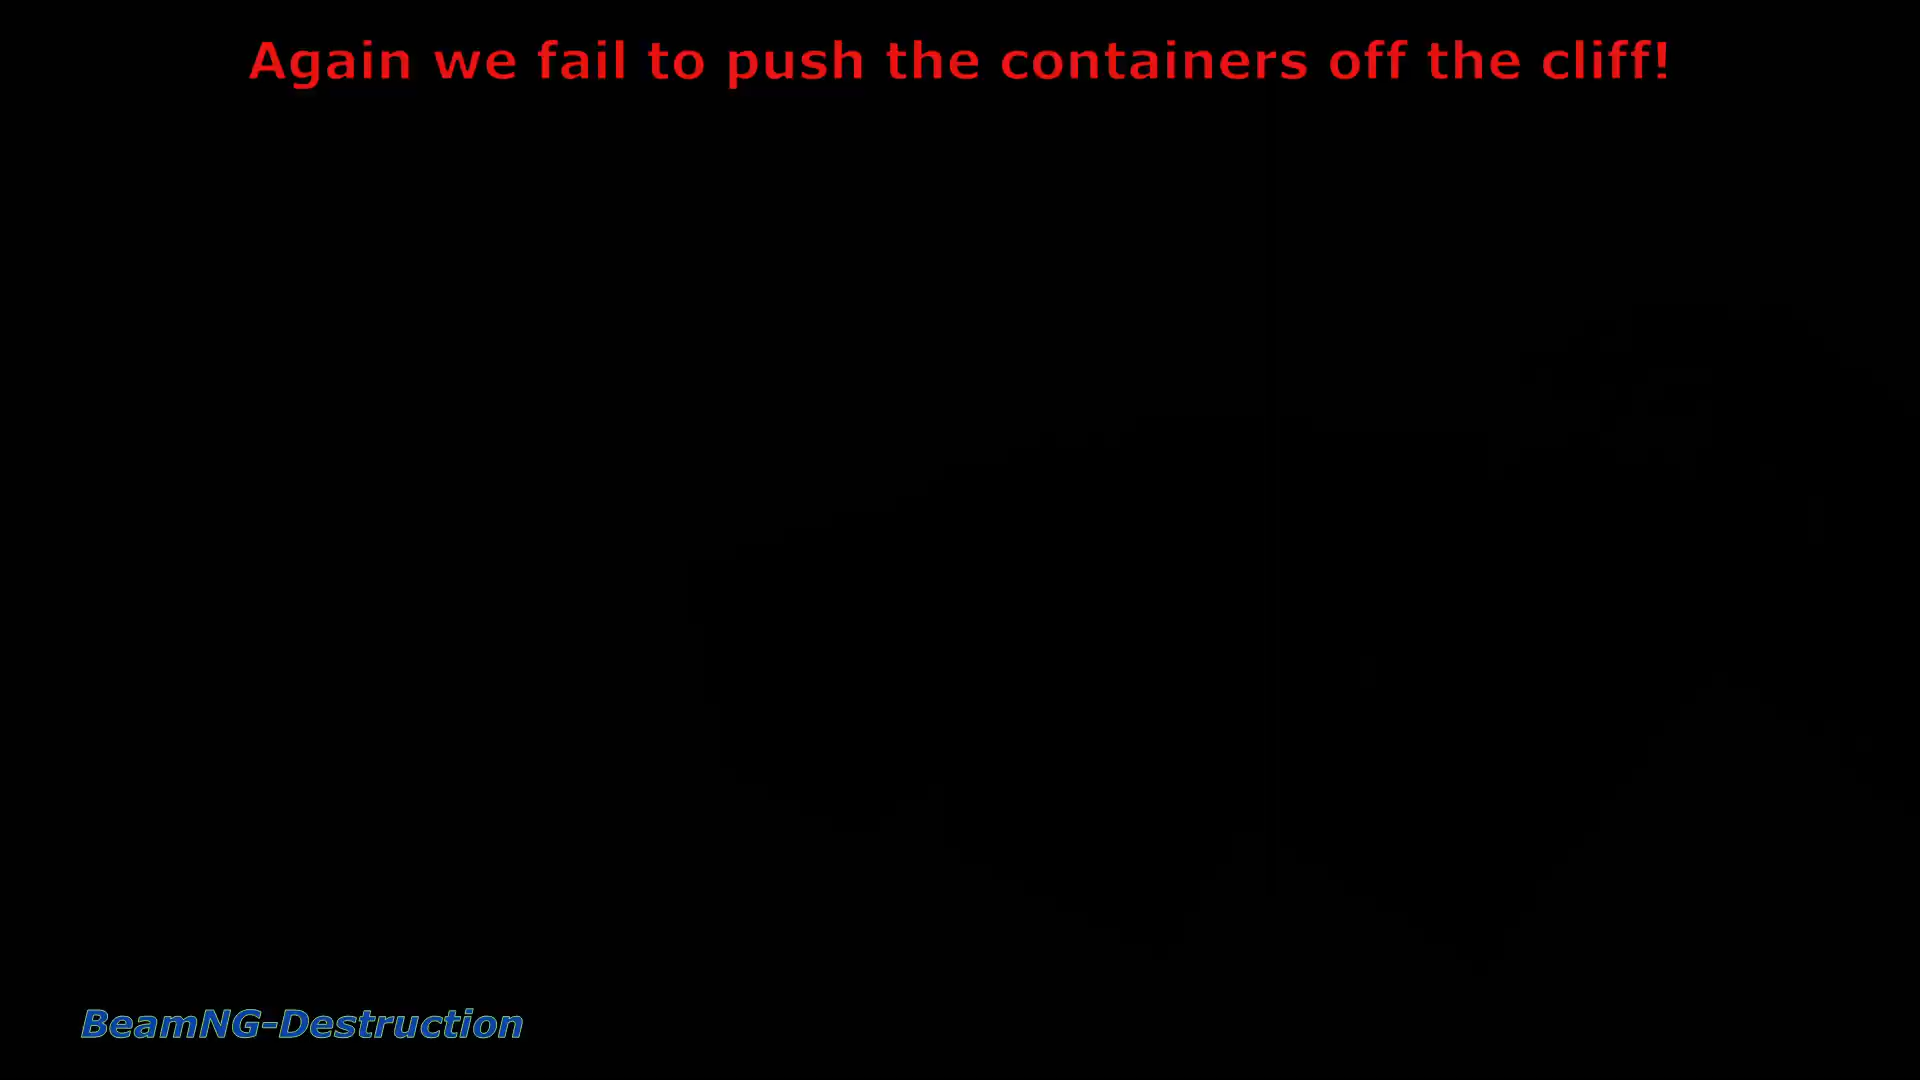 Again we fail to push the containers off the cliff!
BeamNG-Destruction